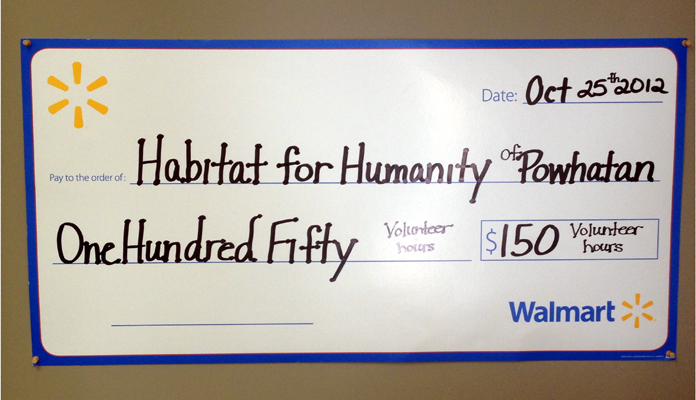 Date: Oct 25th 2012
Pay to the order of: Habitat for Humanity of Powhatan
One Hundred Fifty Volunteer hours $150 Volunteer hours
Walmart